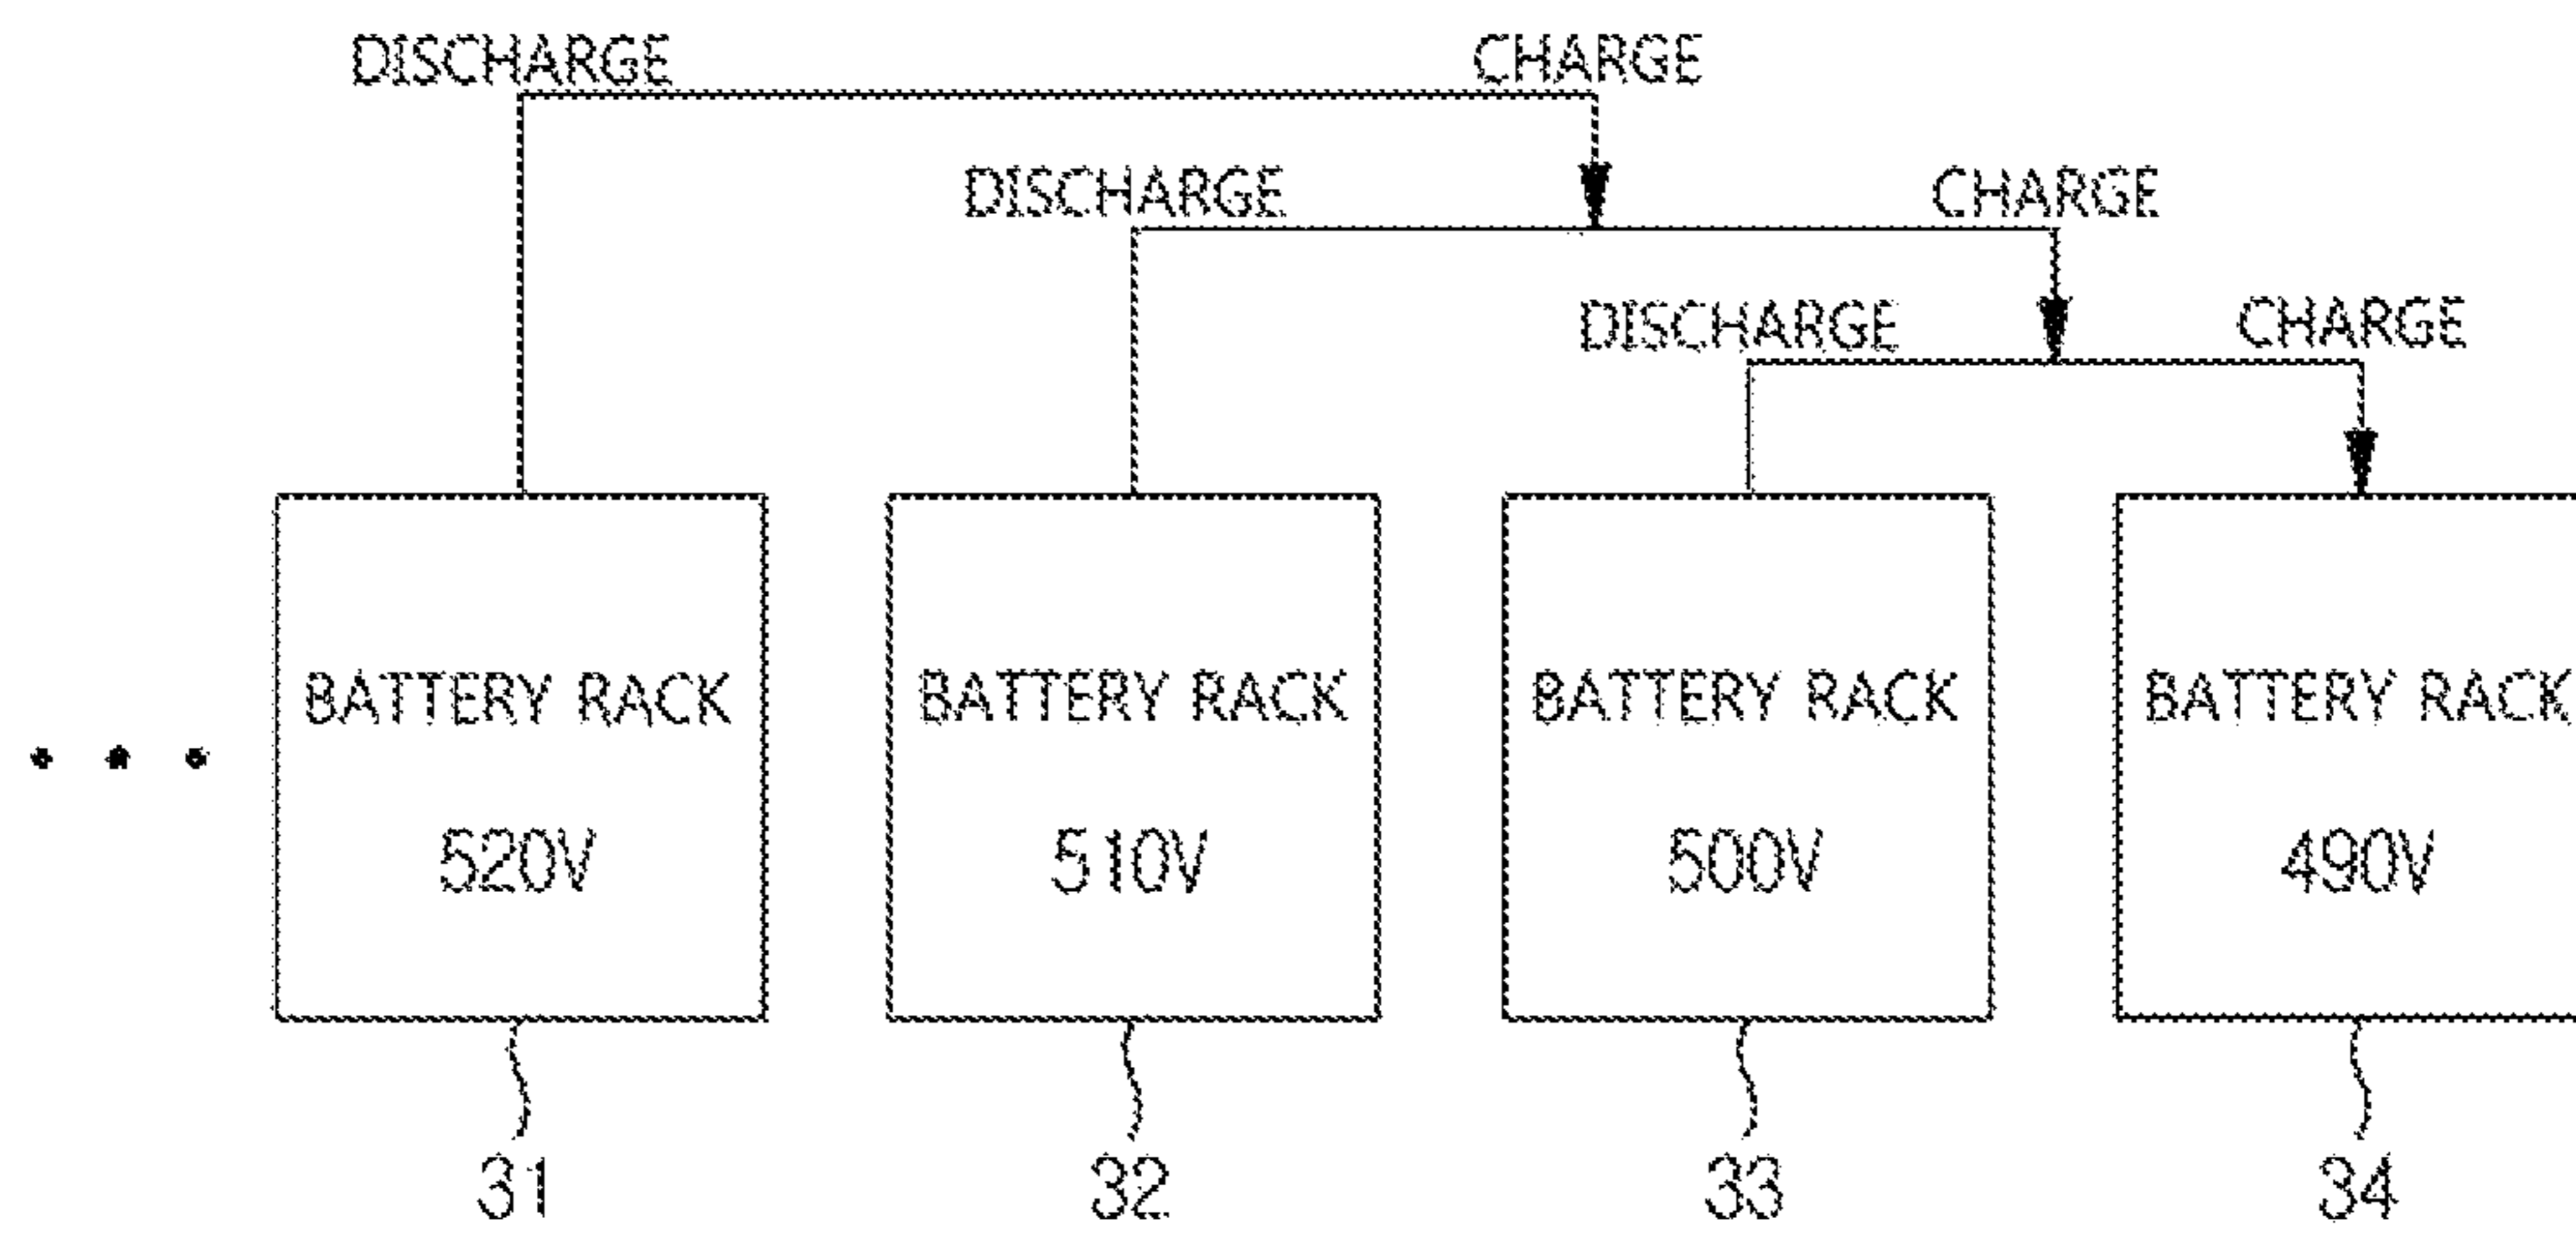 DISCHARGE CHARGE
DISCHARGE CHARGE
DISCHARGE CHARGE
BATTERY RACK BATTERY RACK BATTERY RACK BATTERY RACK
520V 510V 500V 490V
31 32 33 34